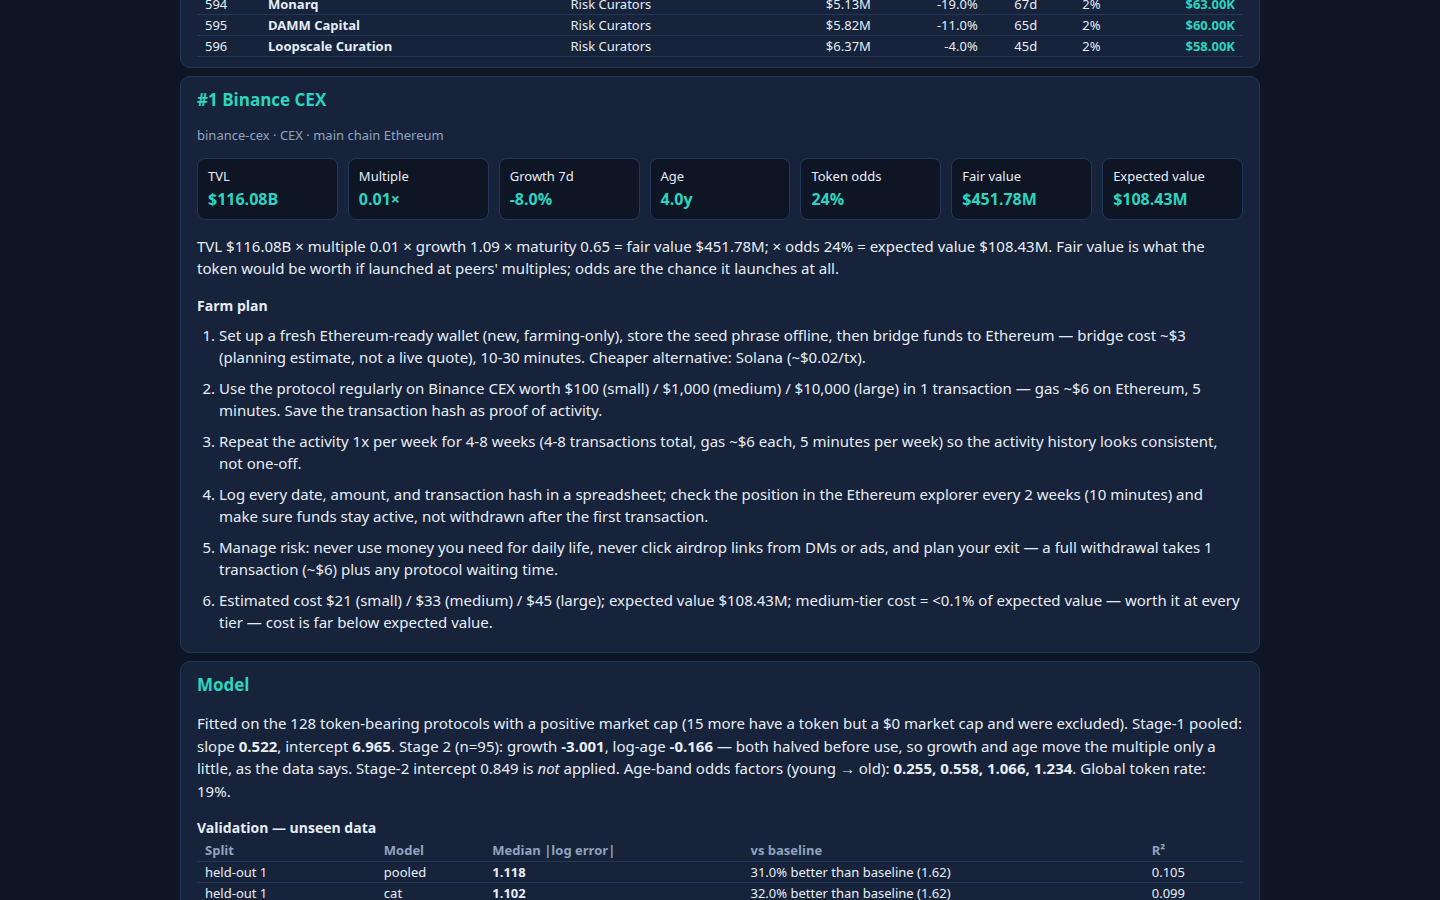 594 Monarq Risk Curators $5.13M -19.0% 67d 2% $63.00K
595 DAMM Capital Risk Curators $5.82M -11.0% 65d 2% $60.00K
596 Loopscale Curation Risk Curators $6.37M -4.0% 45d 2% $58.00K
#1 Binance CEX
binance-cex · CEX · main chain Ethereum
TVL Multiple Growth 7d Age Token odds Fair value Expected value
$116.08B 0.01× -8.0% 4.0y 24% $451.78M $108.43M
TVL $116.08B × multiple 0.01 × growth 1.09 × maturity 0.65 = fair value $451.78M; × odds 24% = expected value $108.43M. Fair value is what the
token would be worth if launched at peers' multiples; odds are the chance it launches at all.
Farm plan
1. Set up a fresh Ethereum-ready wallet (new, farming-only), store the seed phrase offline, then bridge funds to Ethereum — bridge cost ~$3
(planning estimate, not a live quote), 10-30 minutes. Cheaper alternative: Solana (~$0.02/tx).
2. Use the protocol regularly on Binance CEX worth $100 (small) / $1,000 (medium) / $10,000 (large) in 1 transaction — gas ~$6 on Ethereum, 5
minutes. Save the transaction hash as proof of activity.
3. Repeat the activity 1x per week for 4-8 weeks (4-8 transactions total, gas ~$6 each, 5 minutes per week) so the activity history looks consistent,
not one-off.
4. Log every date, amount, and transaction hash in a spreadsheet; check the position in the Ethereum explorer every 2 weeks (10 minutes) and
make sure funds stay active, not withdrawn after the first transaction.
5. Manage risk: never use money you need for daily life, never click airdrop links from DMs or ads, and plan your exit — a full withdrawal takes 1
transaction (~$6) plus any protocol waiting time.
6. Estimated cost $21 (small) / $33 (medium) / $45 (large); expected value $108.43M; medium-tier cost = <0.1% of expected value — worth it at every
tier — cost is far below expected value.
Model
Fitted on the 128 token-bearing protocols with a positive market cap (15 more have a token but a $0 market cap and were excluded). Stage-1 pooled:
slope 0.522, intercept 6.965. Stage 2 (n=95): growth -3.001, log-age -0.166 — both halved before use, so growth and age move the multiple only a
little, as the data says. Stage-2 intercept 0.849 is not applied. Age-band odds factors (young → old): 0.255, 0.558, 1.066, 1.234. Global token rate:
19%.
Validation — unseen data
Split Model Median |log error| vs baseline R²
held-out 1 pooled 1.118 31.0% better than baseline (1.62) 0.105
held-out 1 cat 1.102 32.0% better than baseline (1.62) 0.099